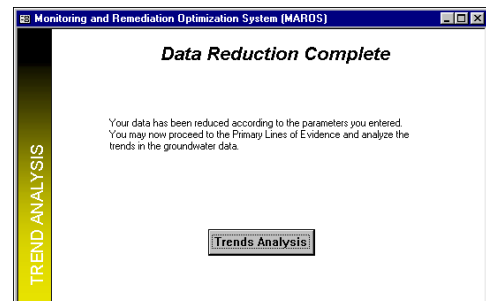 Monitoring and Remediation Optimization System (MAROS)
Data Reduction Complete
Your data has been reduced according to the parameters you entered.
You may now proceed to the Primary Lines of Evidence and analyze the
trends in the groundwater data.
TREND ANALYSIS
Trends Analysis